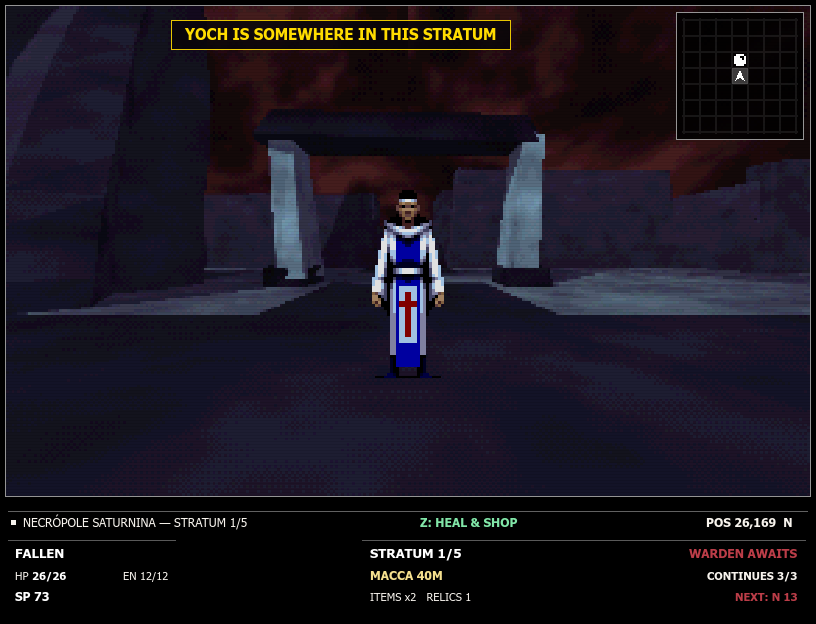 YOCH IS SOMEWHERE IN THIS STRATUM
NECRÓPOLE SATURNINA — STRATUM 1/5
Z: HEAL & SHOP
POS 26,169 N
FALLEN
STRATUM 1/5
WARDEN AWAITS
HP 26/26
EN 12/12
MACCA 40M
CONTINUES 3/3
SP 73
ITEMS x2 RELICS 1
NEXT: N 13